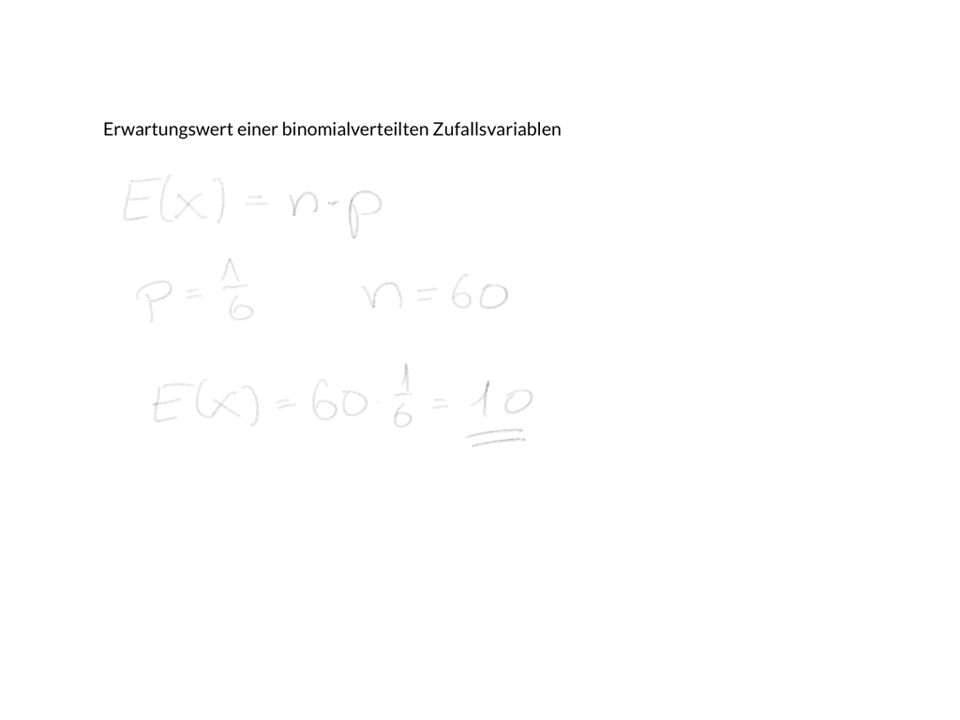 Erwartungswert einer binomialverteilten Zufallsvariablen
E(x) = n · p
p = 1/6 n = 60
E(x) = 60 · 1/6 = 10